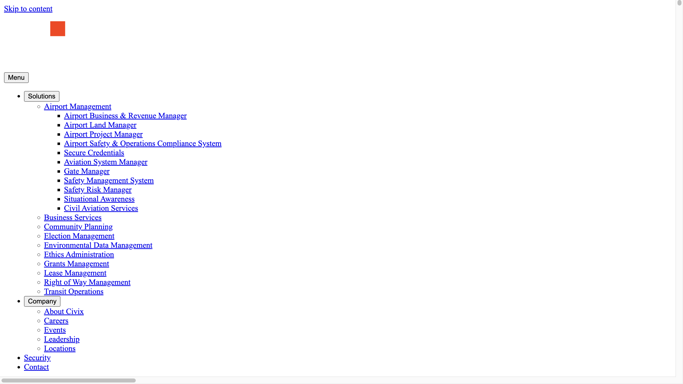 Skip to content
Menu
Solutions
Airport Management
Airport Business & Revenue Manager
Airport Land Manager
Airport Project Manager
Airport Safety & Operations Compliance System
Secure Credentials
Aviation System Manager
Gate Manager
Safety Management System
Safety Risk Manager
Situational Awareness
Civil Aviation Services
Business Services
Community Planning
Election Management
Environmental Data Management
Ethics Administration
Grants Management
Lease Management
Right of Way Management
Transit Operations
Company
About Civix
Careers
Events
Leadership
Locations
Security
Contact